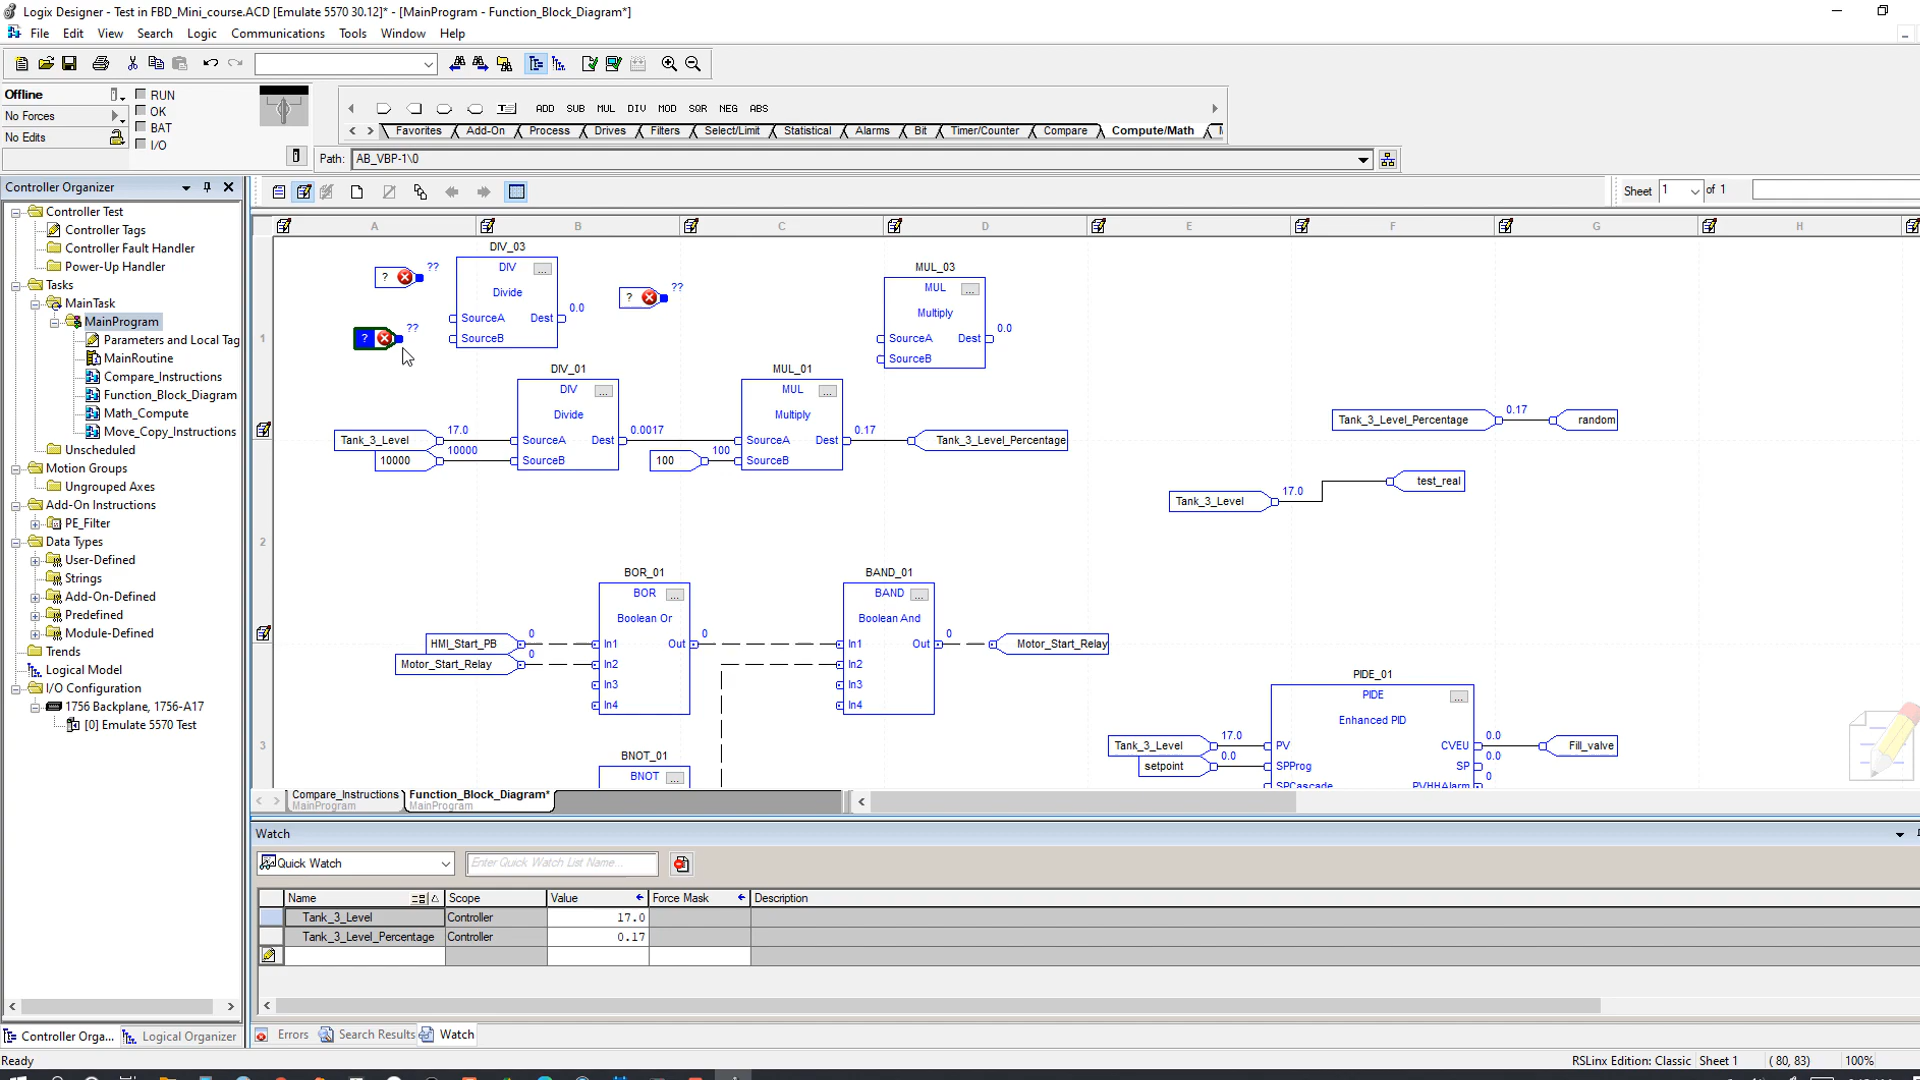 Logix Designer - Test in FBD_Mini_course.ACD [Emulate 5570 30.12]* - [MainProgram - Function_Block_Diagram*]
File Edit View Search Logic Communications Tools Window Help
Offline RUN
No Forces OK
No Edits BAT
I/O
ADD SUB MUL DIV MOD SQR NEG ABS
Favorites Add-On Process Drives Filters Select/Limit Statistical Alarms Bit Timer/Counter Compare Compute/Math
Path: AB_VBP-1\0
Controller Organizer
Sheet 1 of 1
Controller Test
Controller Tags
Controller Fault Handler
Power-Up Handler
Tasks
MainTask
MainProgram
Parameters and Local Tag
MainRoutine
Compare_Instructions
Function_Block_Diagram
Math_Compute
Move_Copy_Instructions
Unscheduled
Motion Groups
Ungrouped Axes
Add-On Instructions
PE_Filter
Data Types
User-Defined
Strings
Add-On-Defined
Predefined
Module-Defined
Trends
Logical Model
I/O Configuration
1756 Backplane, 1756-A17
[0] Emulate 5570 Test
Controller Orga... Logical Organizer
A B C D E F G H
1
2
3
DIV_03
DIV ...
Divide
SourceA Dest 0.0
SourceB
? ??
? ??
? ??
MUL_03
MUL ...
Multiply
SourceA Dest 0.0
SourceB
DIV_01
DIV ...
Divide
Tank_3_Level 17.0 SourceA Dest 0.0017
10000 10000 SourceB
MUL_01
MUL ...
Multiply
SourceA Dest 0.17 Tank_3_Level_Percentage
100 100 SourceB
Tank_3_Level_Percentage 0.17 random
Tank_3_Level 17.0 test_real
BOR_01
BOR ...
Boolean Or
HMI_Start_PB 0 In1 Out 0
Motor_Start_Relay 0 In2
In3
In4
BAND_01
BAND ...
Boolean And
In1 Out 0 Motor_Start_Relay
In2
In3
In4
BNOT_01
BNOT ...
PIDE_01
PIDE ...
Enhanced PID
Tank_3_Level 17.0 PV CVEU 0.0 Fill_valve
setpoint 0.0 SPProg SP 0.0
SPCascade PVHHAlarm 0
Compare_Instructions Function_Block_Diagram*
MainProgram MainProgram
Watch
Quick Watch Enter Quick Watch List Name...
Name Scope Value Force Mask Description
Tank_3_Level Controller 17.0
Tank_3_Level_Percentage Controller 0.17
Errors Search Results Watch
Ready RSLinx Edition: Classic Sheet 1 ( 80, 83) 100%